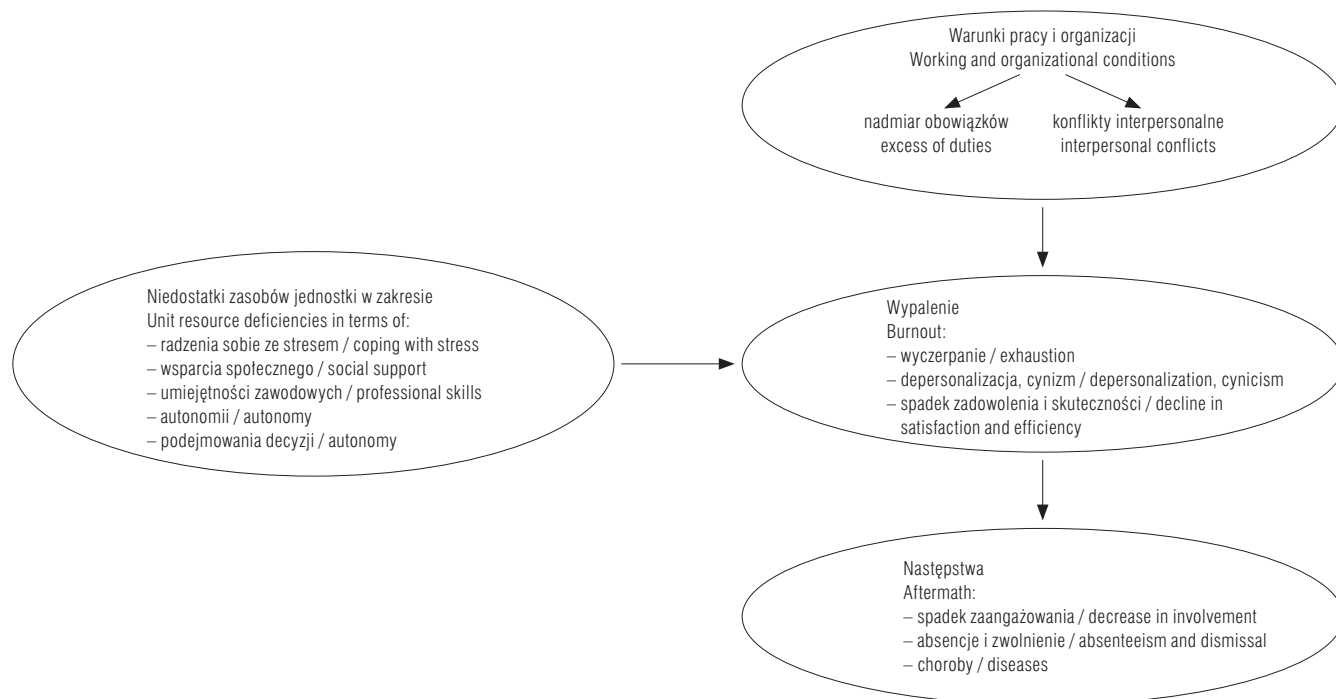 Warunki pracy i organizacji
Working and organizational conditions
nadmiar obowiązków
excess of duties
konflikty interpersonalne
interpersonal conflicts
Niedostatki zasobów jednostki w zakresie
Unit resource deficiencies in terms of:
– radzenia sobie ze stresem / coping with stress
– wsparcia społecznego / social support
– umiejętności zawodowych / professional skills
– autonomii / autonomy
– podejmowania decyzji / autonomy
Wypalenie
Burnout:
– wyczerpanie / exhaustion
– depersonalizacja, cynizm / depersonalization, cynicism
– spadek zadowolenia i skuteczności / decline in
satisfaction and efficiency
Następstwa
Aftermath:
– spadek zaangażowania / decrease in involvement
– absencje i zwolnienie / absenteeism and dismissal
– choroby / diseases